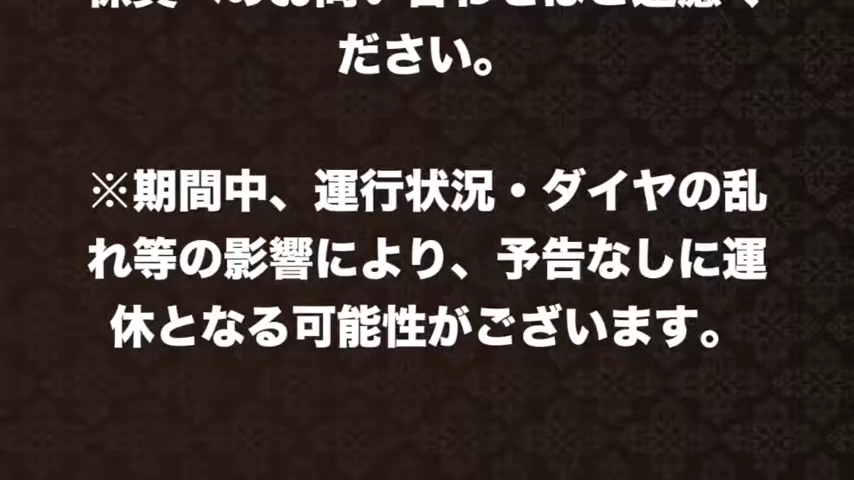 ださい。
※期間中、運行状況・ダイヤの乱
れ等の影響により、予告なしに運
休となる可能性がございます。